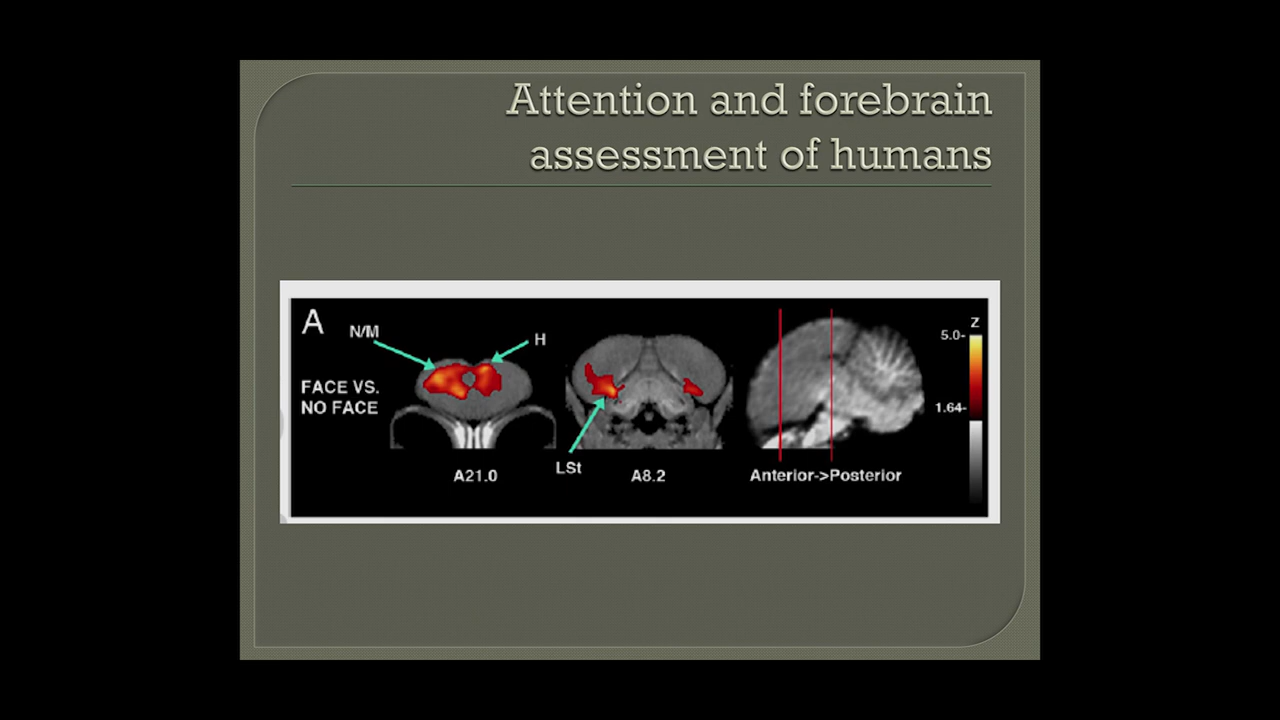 Attention and forebrain
assessment of humans
A
N/M
H
Z
5.0-
FACE VS.
NO FACE
1.64-
LSt
A21.0
A8.2
Anterior->Posterior